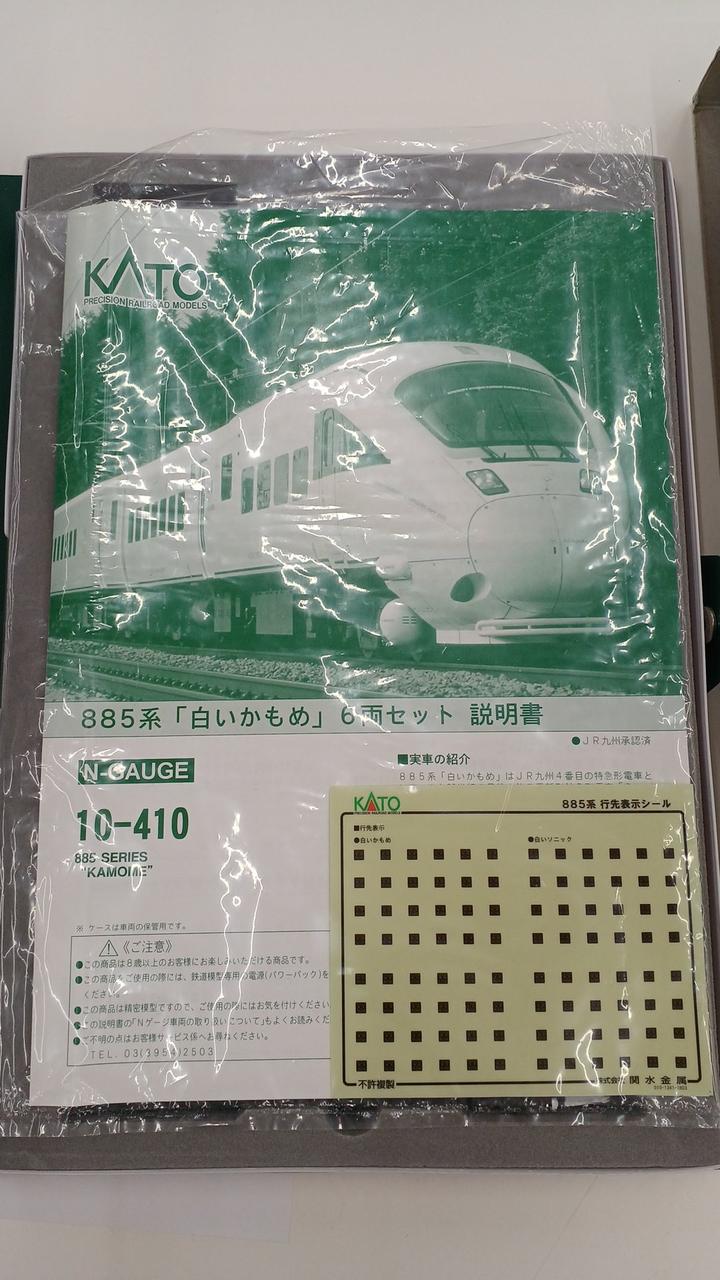 KATO
PRECISION RAILROAD MODELS
885系「白いかもめ」6両セット 説明書
●JR九州承認済
N-GAUGE
■実車の紹介
885系「白いかもめ」はJR九州4番目の特急形電車と
10-410
885 SERIES
"KAMOME"
※ ケースは車両の保管用です。
《ご注意》
●この商品は8歳以上のお客様にお楽しみいただける商品です。
●この商品をご使用の際には、鉄道模型専用の電源(パワーパック)を
ください。
●この商品は精密模型ですので、ご使用の際にはお気を付けください
●この説明書の「Nゲージ車両の取り扱いについて」もよくお読みくだ
●ご不明の点はお客様サービス係へお尋ねください。
TEL. 03(3954)2503
KATO
PRECISION RAILROAD MODELS
885系 行先表示シール
■行先表示
●白いかもめ
●白いソニック
不許複製
株式会社 関水金属